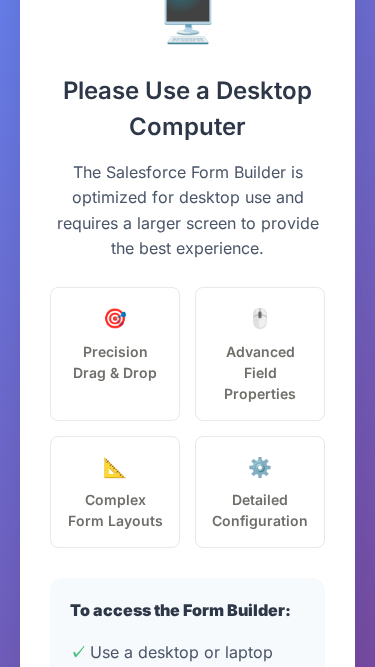 Please Use a Desktop
Computer
The Salesforce Form Builder is
optimized for desktop use and
requires a larger screen to provide
the best experience.
Precision
Drag & Drop
Advanced
Field
Properties
Complex
Form Layouts
Detailed
Configuration
To access the Form Builder:
✓ Use a desktop or laptop